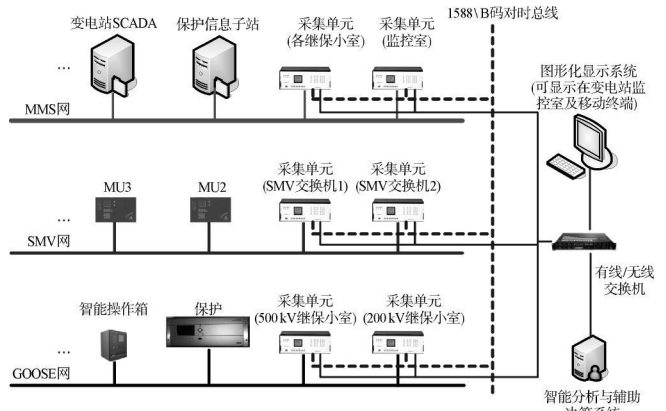 1588\B码对时总线
变电站SCADA
保护信息子站
采集单元
(各继保小室)
采集单元
(监控室)
…
MMS网
图形化显示系统
(可显示在变电站监
控室及移动终端)
MU3
MU2
采集单元
(SMV交换机1)
采集单元
(SMV交换机2)
…
SMV网
有线/无线
交换机
智能操作箱
保护
采集单元
(500 kV继保小室)
采集单元
(200 kV继保小室)
…
GOOSE网
智能分析与辅助
决策系统